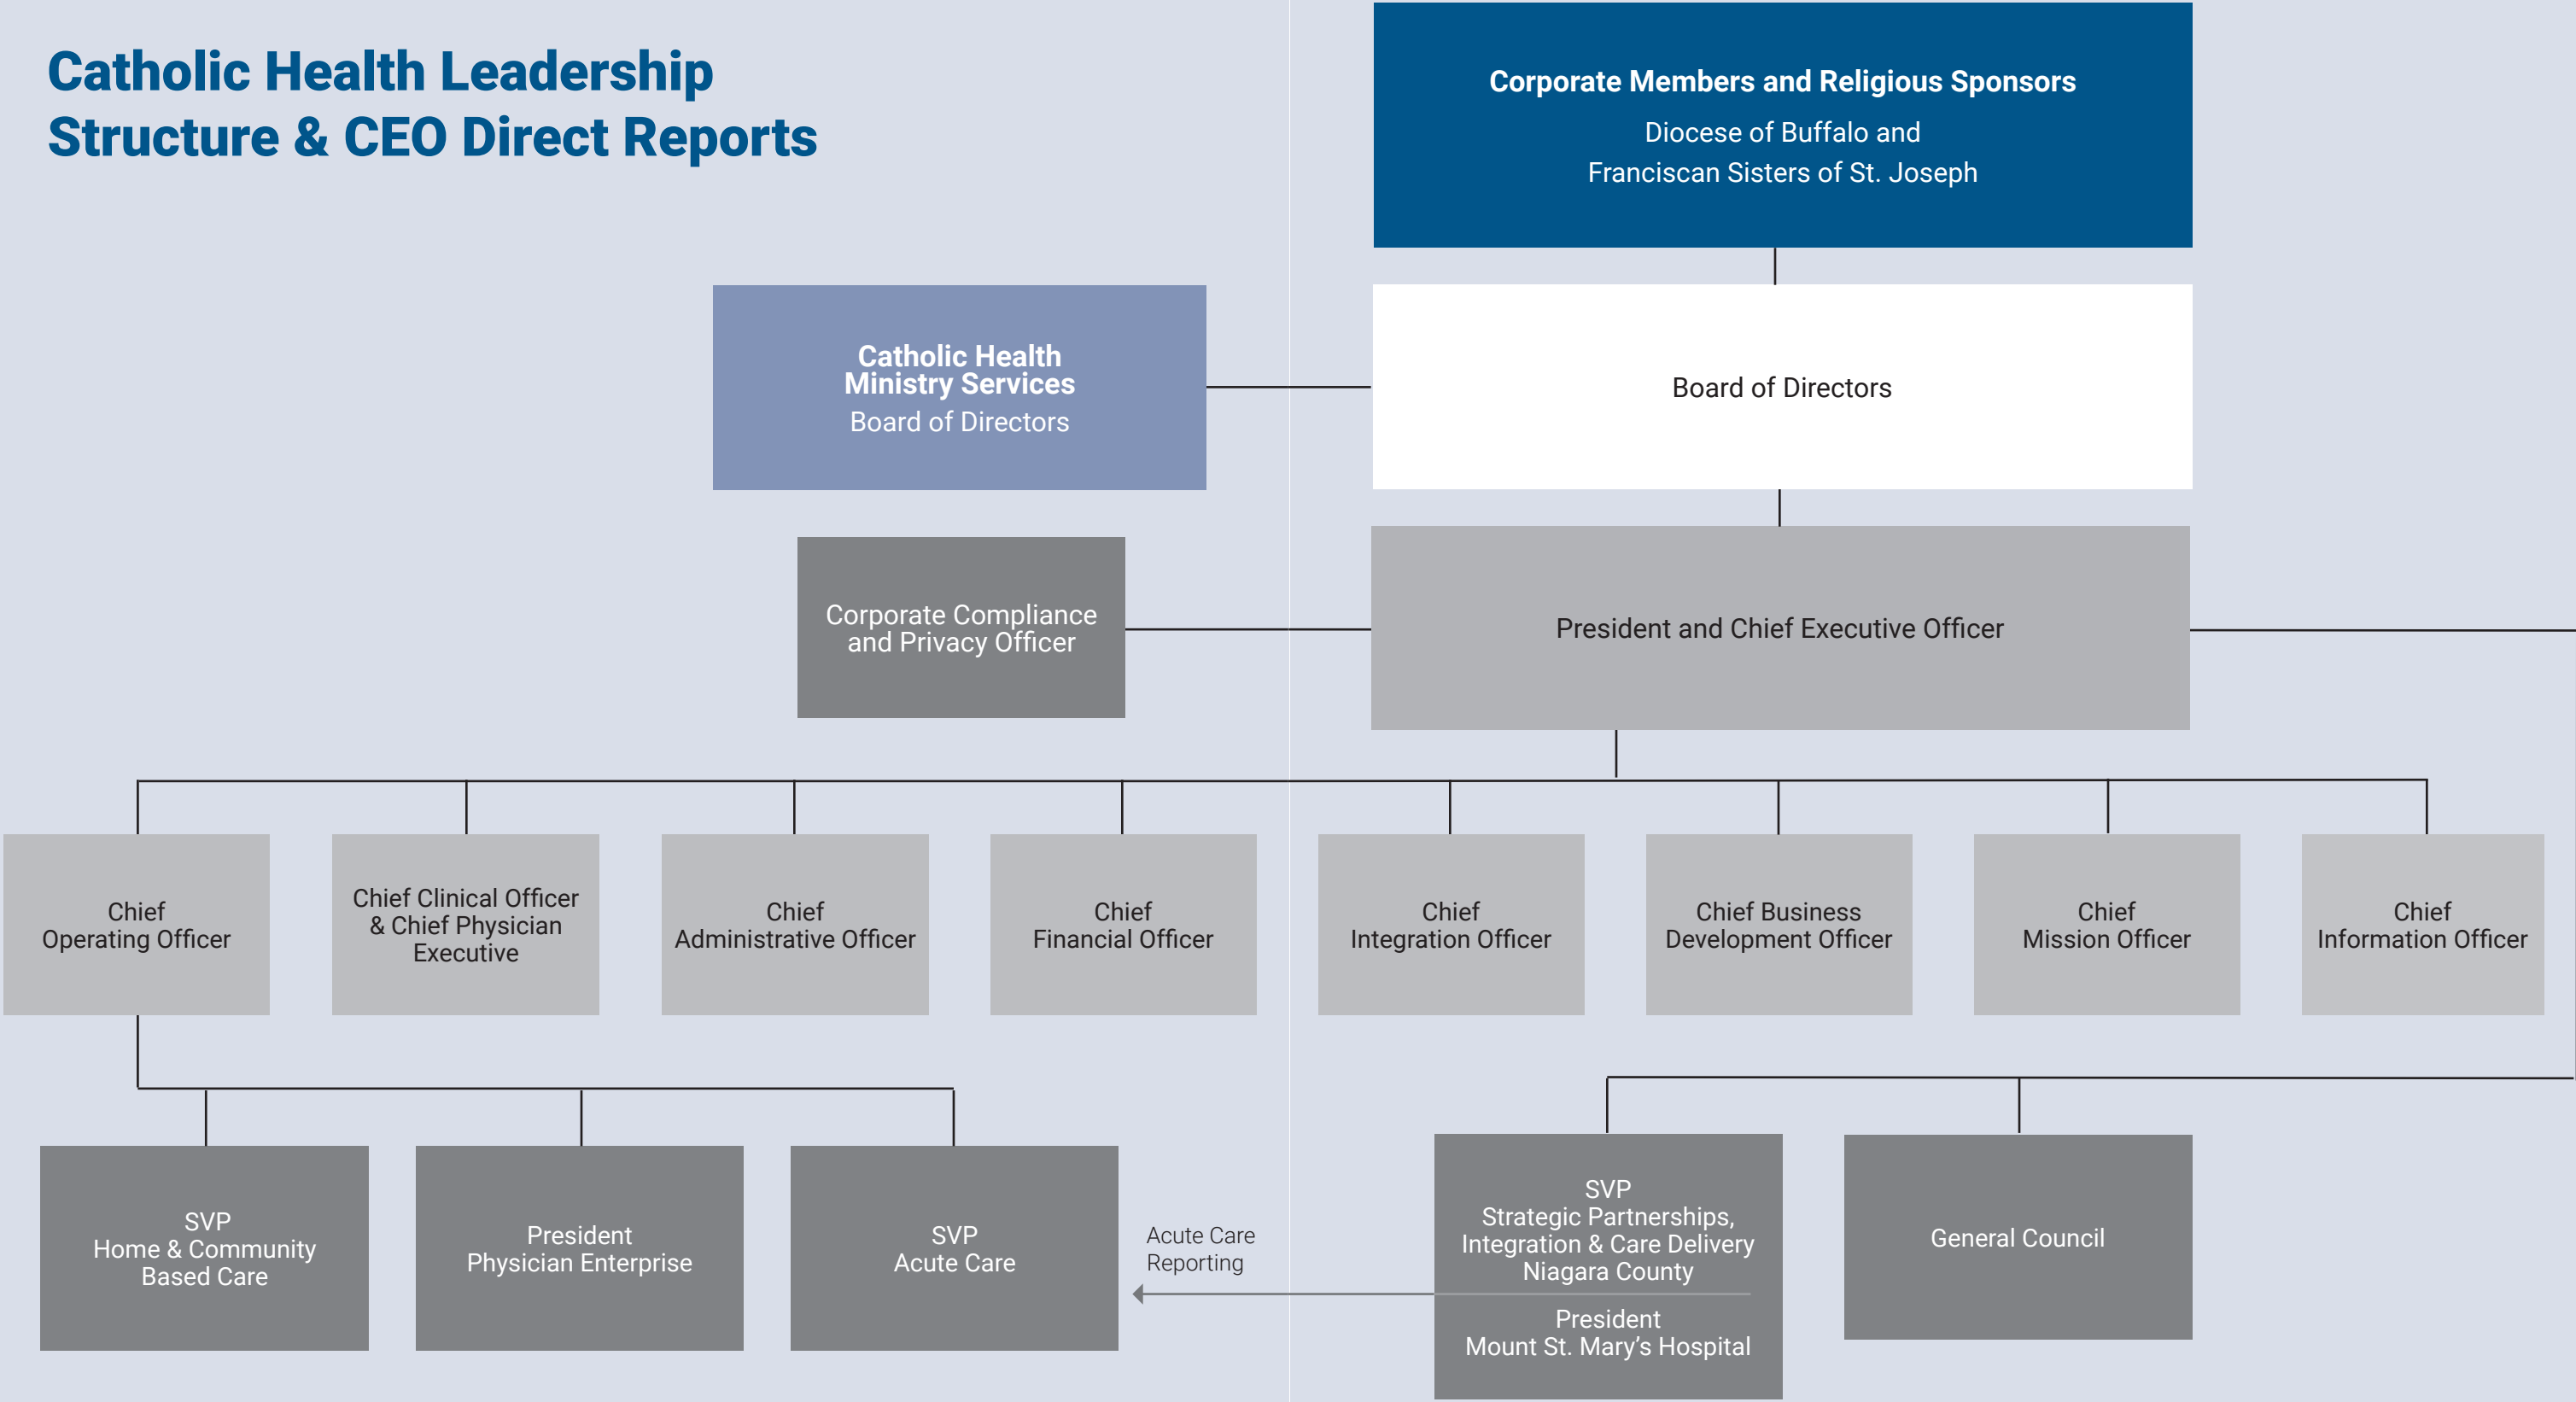 Catholic Health Leadership
Structure & CEO Direct Reports
Corporate Members and Religious Sponsors
Diocese of Buffalo and
Franciscan Sisters of St. Joseph
Catholic Health
Ministry Services
Board of Directors
Board of Directors
Corporate Compliance
and Privacy Officer
President and Chief Executive Officer
Chief
Operating Officer
Chief Clinical Officer
& Chief Physician
Executive
Chief
Administrative Officer
Chief
Financial Officer
Chief
Integration Officer
Chief Business
Development Officer
Chief
Mission Officer
Chief
Information Officer
SVP
Home & Community
Based Care
President
Physician Enterprise
SVP
Acute Care
Acute Care
Reporting
SVP
Strategic Partnerships,
Integration & Care Delivery
Niagara County
President
Mount St. Mary’s Hospital
General Council